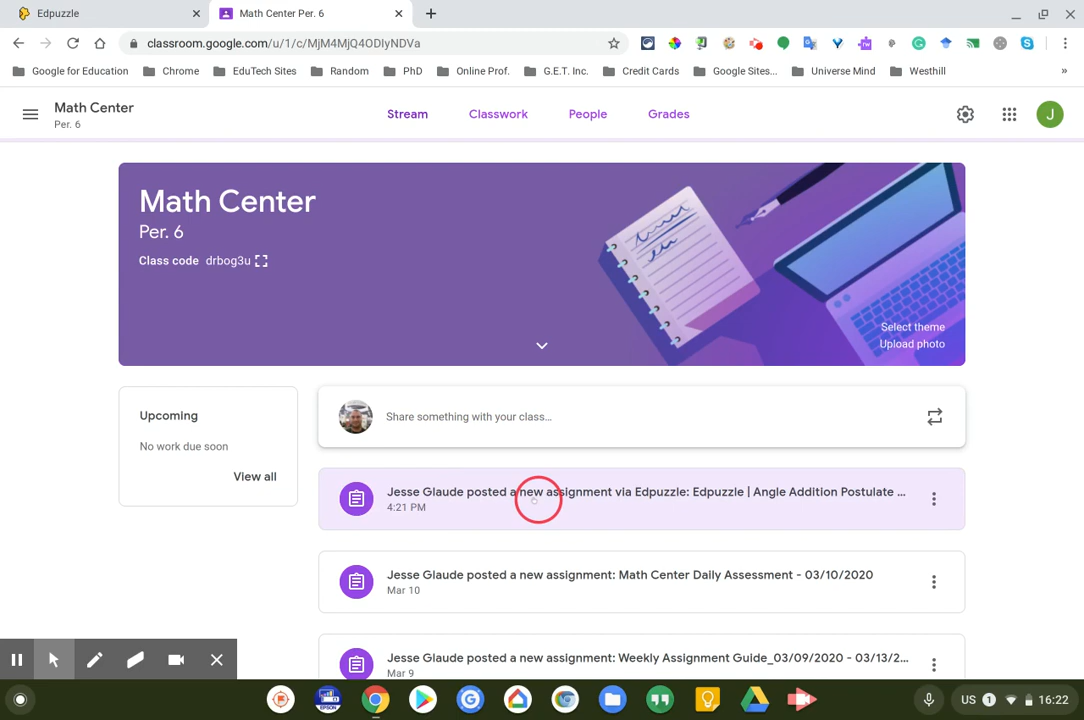 Edpuzzle
Math Center Per. 6
classroom.google.com/u/1/c/MjM4MjQ4ODIyNDVa
Google for Education
Chrome
EduTech Sites
Random
PhD
Online Prof.
G.E.T. Inc.
Credit Cards
Google Sites...
Universe Mind
Westhill
»
Math Center
Per. 6
Stream
Classwork
People
Grades
J
Math Center
Per. 6
Class code drbog3u
Select theme
Upload photo
Upcoming
No work due soon
View all
Share something with your class...
Jesse Glaude posted a new assignment via Edpuzzle: Edpuzzle | Angle Addition Postulate ...
4:21 PM
Jesse Glaude posted a new assignment: Math Center Daily Assessment - 03/10/2020
Mar 10
Jesse Glaude posted a new assignment: Weekly Assignment Guide_03/09/2020 - 03/13/2...
Mar 9
EPSON
US 1 16:22